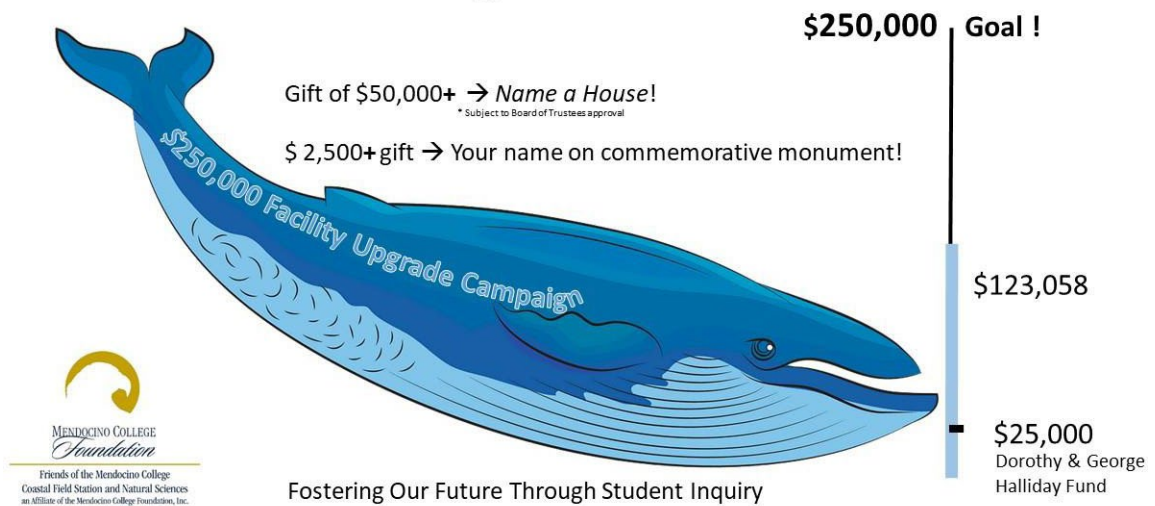 $250,000 Goal !
Gift of $50,000+ → Name a House!
* Subject to Board of Trustees approval
$ 2,500+ gift → Your name on commemorative monument!
$250,000 Facility Upgrade Campaign
$123,058
$25,000
Dorothy & George
Halliday Fund
MENDOCINO COLLEGE
Foundation
Friends of the Mendocino College
Coastal Field Station and Natural Sciences
an Affiliate of the Mendocino College Foundation, Inc.
Fostering Our Future Through Student Inquiry